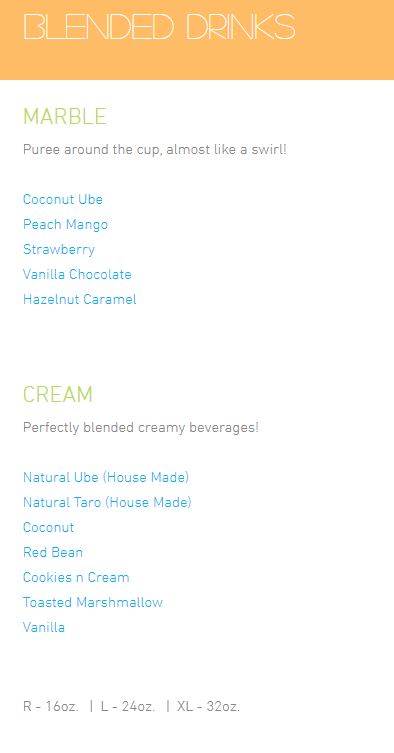 BLENDED DRINKS
MARBLE
Puree around the cup, almost like a swirl!
Coconut Ube
Peach Mango
Strawberry
Vanilla Chocolate
Hazelnut Caramel
CREAM
Perfectly blended creamy beverages!
Natural Ube (House Made)
Natural Taro (House Made)
Coconut
Red Bean
Cookies n Cream
Toasted Marshmallow
Vanilla
R - 16oz. | L - 24oz. | XL - 32oz.